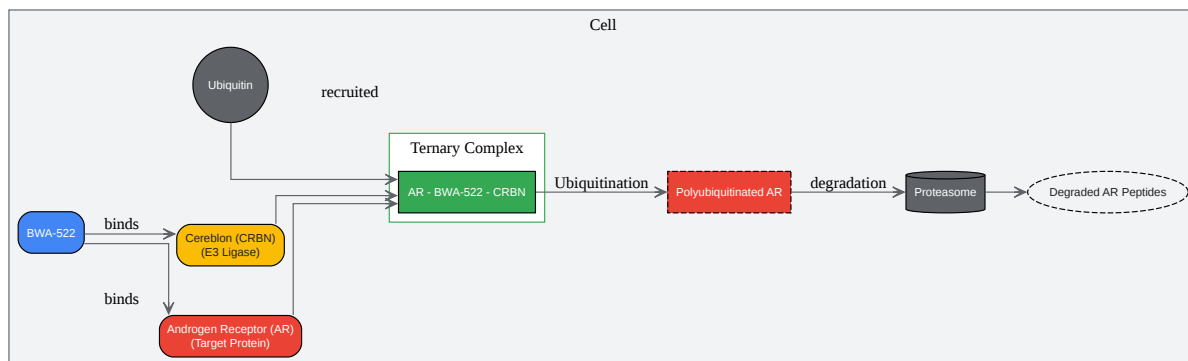 Cell
Ubiquitin
recruited
Ternary Complex
AR - BWA-522 - CRBN
Ubiquitination
Polyubiquitinated AR
degradation
Proteasome
Degraded AR Peptides
BWA-522
binds
Cereblon (CRBN)
(E3 Ligase)
binds
Androgen Receptor (AR)
(Target Protein)